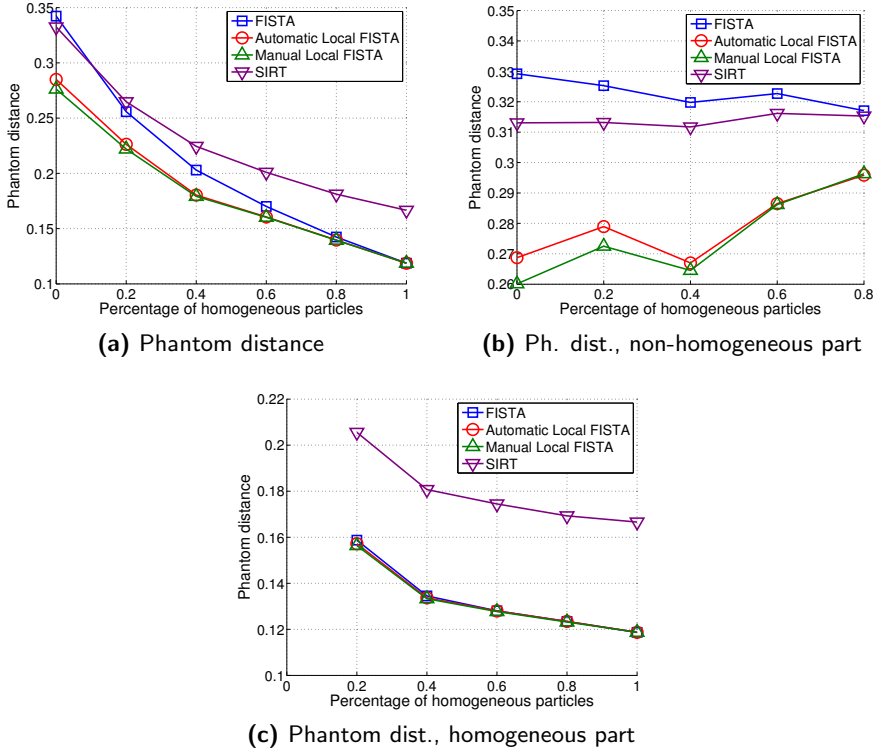 0.35
0.3
0.25
0.2
0.15
0.1
Phantom distance
0 0.2 0.4 0.6 0.8 1
Percentage of homogeneous particles
FISTA
Automatic Local FISTA
Manual Local FISTA
SIRT
(a) Phantom distance
0.35
0.34
0.33
0.32
0.31
0.3
0.29
0.28
0.27
0.26
Phantom distance
0 0.2 0.4 0.6 0.8
Percentage of homogeneous particles
FISTA
Automatic Local FISTA
Manual Local FISTA
SIRT
(b) Ph. dist., non-homogeneous part
0.22
0.2
0.18
0.16
0.14
0.12
0.1
Phantom distance
0 0.2 0.4 0.6 0.8 1
Percentage of homogeneous particles
FISTA
Automatic Local FISTA
Manual Local FISTA
SIRT
(c) Phantom dist., homogeneous part